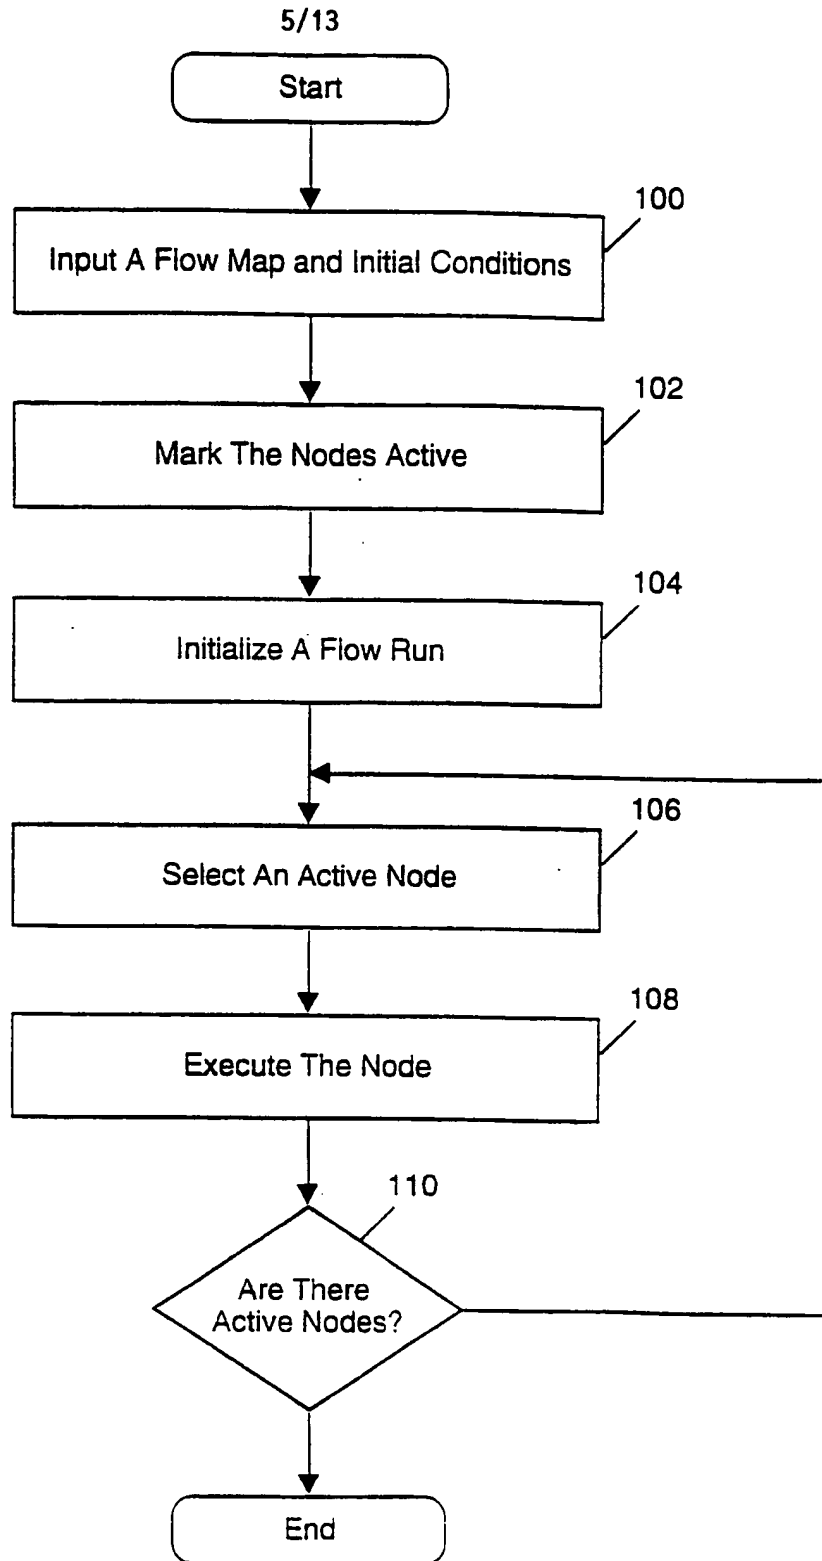 5/13
Start
100
Input A Flow Map and Initial Conditions
102
Mark The Nodes Active
104
Initialize A Flow Run
106
Select An Active Node
108
Execute The Node
110
Are There
Active Nodes?
End